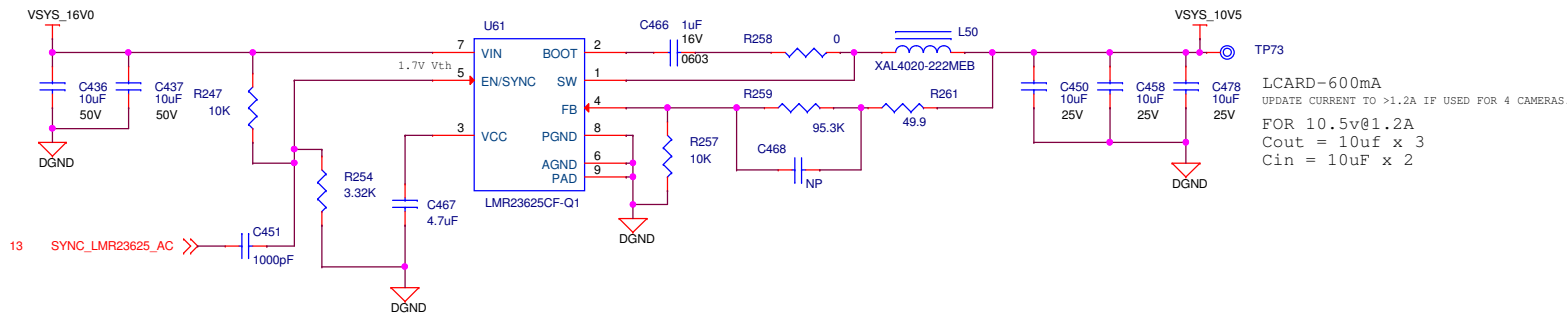 VSYS_16V0
C436
10uF
50V
C437
10uF
50V
R247
10K
1.7V Vth
U61
7 VIN
5 EN/SYNC
3 VCC
BOOT 2
SW 1
FB 4
PGND 8
AGND 6
PAD 9
LMR23625CF-Q1
C466 1uF
16V
0603
R258 0
L50
XAL4020-222MEB
R259
95.3K
R261
49.9
C468
NP
R257
10K
DGND
C450
10uF
25V
C458
10uF
25V
C478
10uF
25V
DGND
VSYS_10V5
TP73
LCARD-600mA
UPDATE CURRENT TO >1.2A IF USED FOR 4 CAMERAS
FOR 10.5v@1.2A
Cout = 10uf x 3
Cin = 10uF x 2
DGND
R254
3.32K
C467
4.7uF
13 SYNC_LMR23625_AC
C451
1000pF
DGND